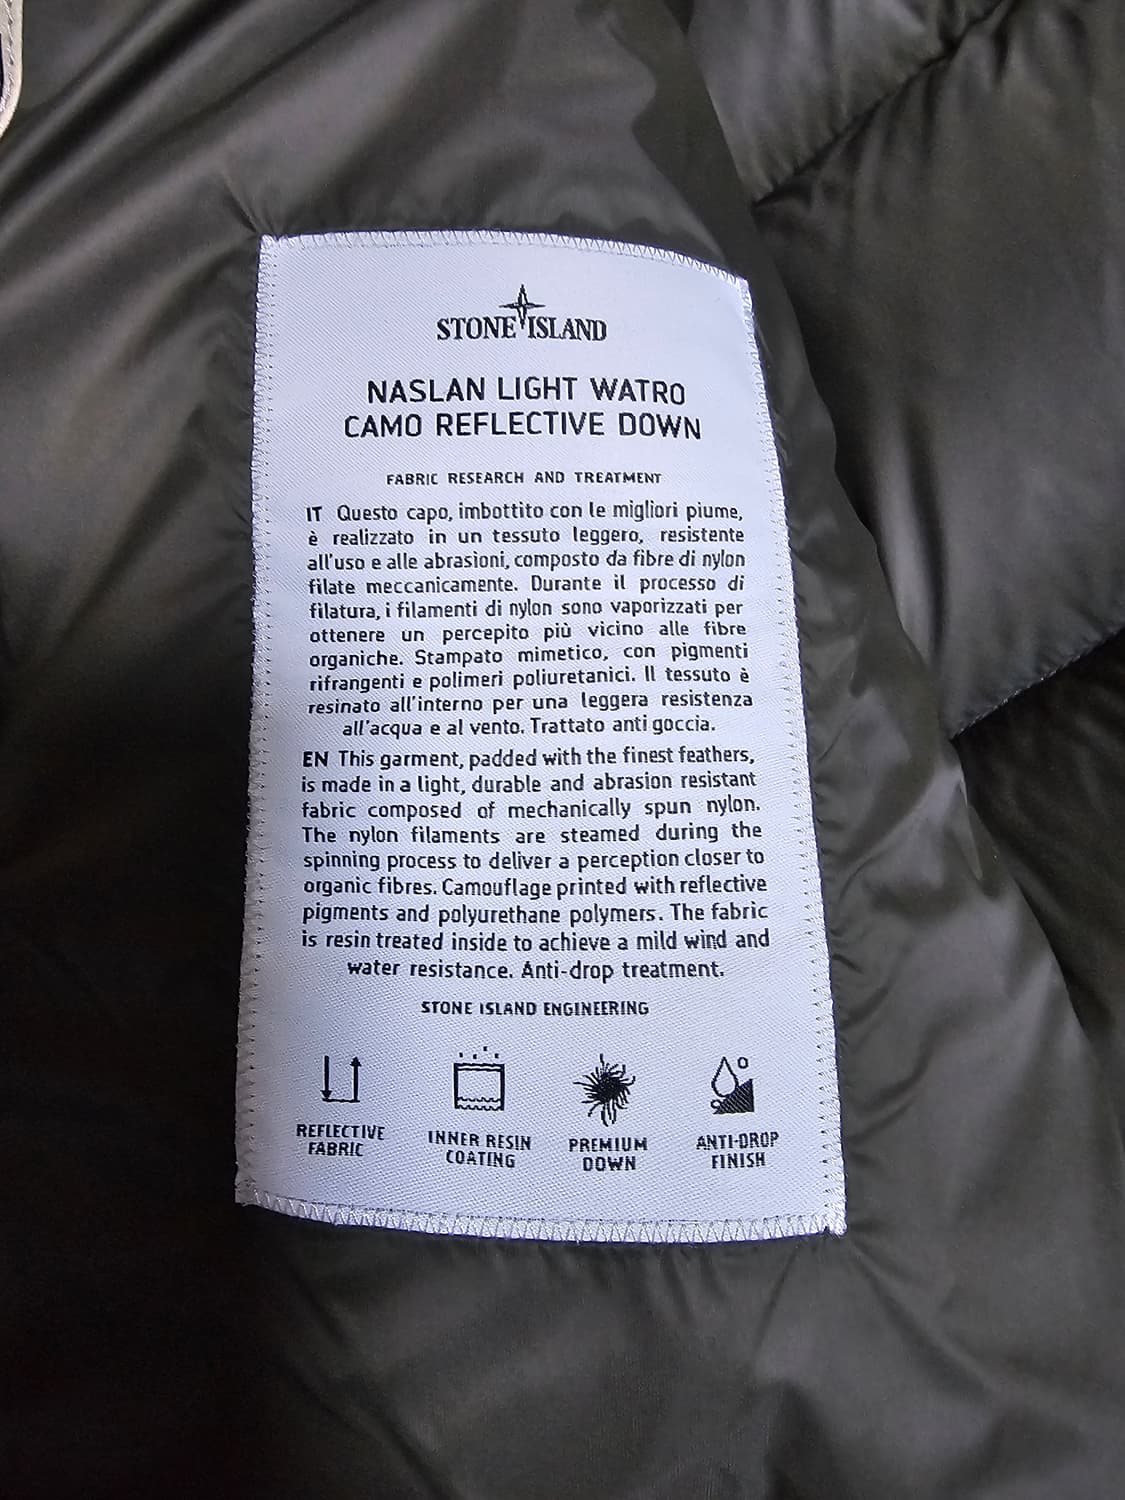 STONE ISLAND
NASLAN LIGHT WATRO
CAMO REFLECTIVE DOWN
FABRIC RESEARCH AND TREATMENT
IT Questo capo, imbottito con le migliori piume,
è realizzato in un tessuto leggero, resistente
all'uso e alle abrasioni, composto da fibre di nylon
filate meccanicamente. Durante il processo di
filatura, i filamenti di nylon sono vaporizzati per
ottenere un percepito più vicino alle fibre
organiche. Stampato mimetico, con pigmenti
rifrangenti e polimeri poliuretanici. Il tessuto è
resinato all'interno per una leggera resistenza
all'acqua e al vento. Trattato anti goccia.
EN This garment, padded with the finest feathers,
is made in a light, durable and abrasion resistant
fabric composed of mechanically spun nylon.
The nylon filaments are steamed during the
spinning process to deliver a perception closer to
organic fibres. Camouflage printed with reflective
pigments and polyurethane polymers. The fabric
is resin treated inside to achieve a mild wind and
water resistance. Anti-drop treatment.
STONE ISLAND ENGINEERING
REFLECTIVE
FABRIC
INNER RESIN
COATING
PREMIUM
DOWN
ANTI-DROP
FINISH